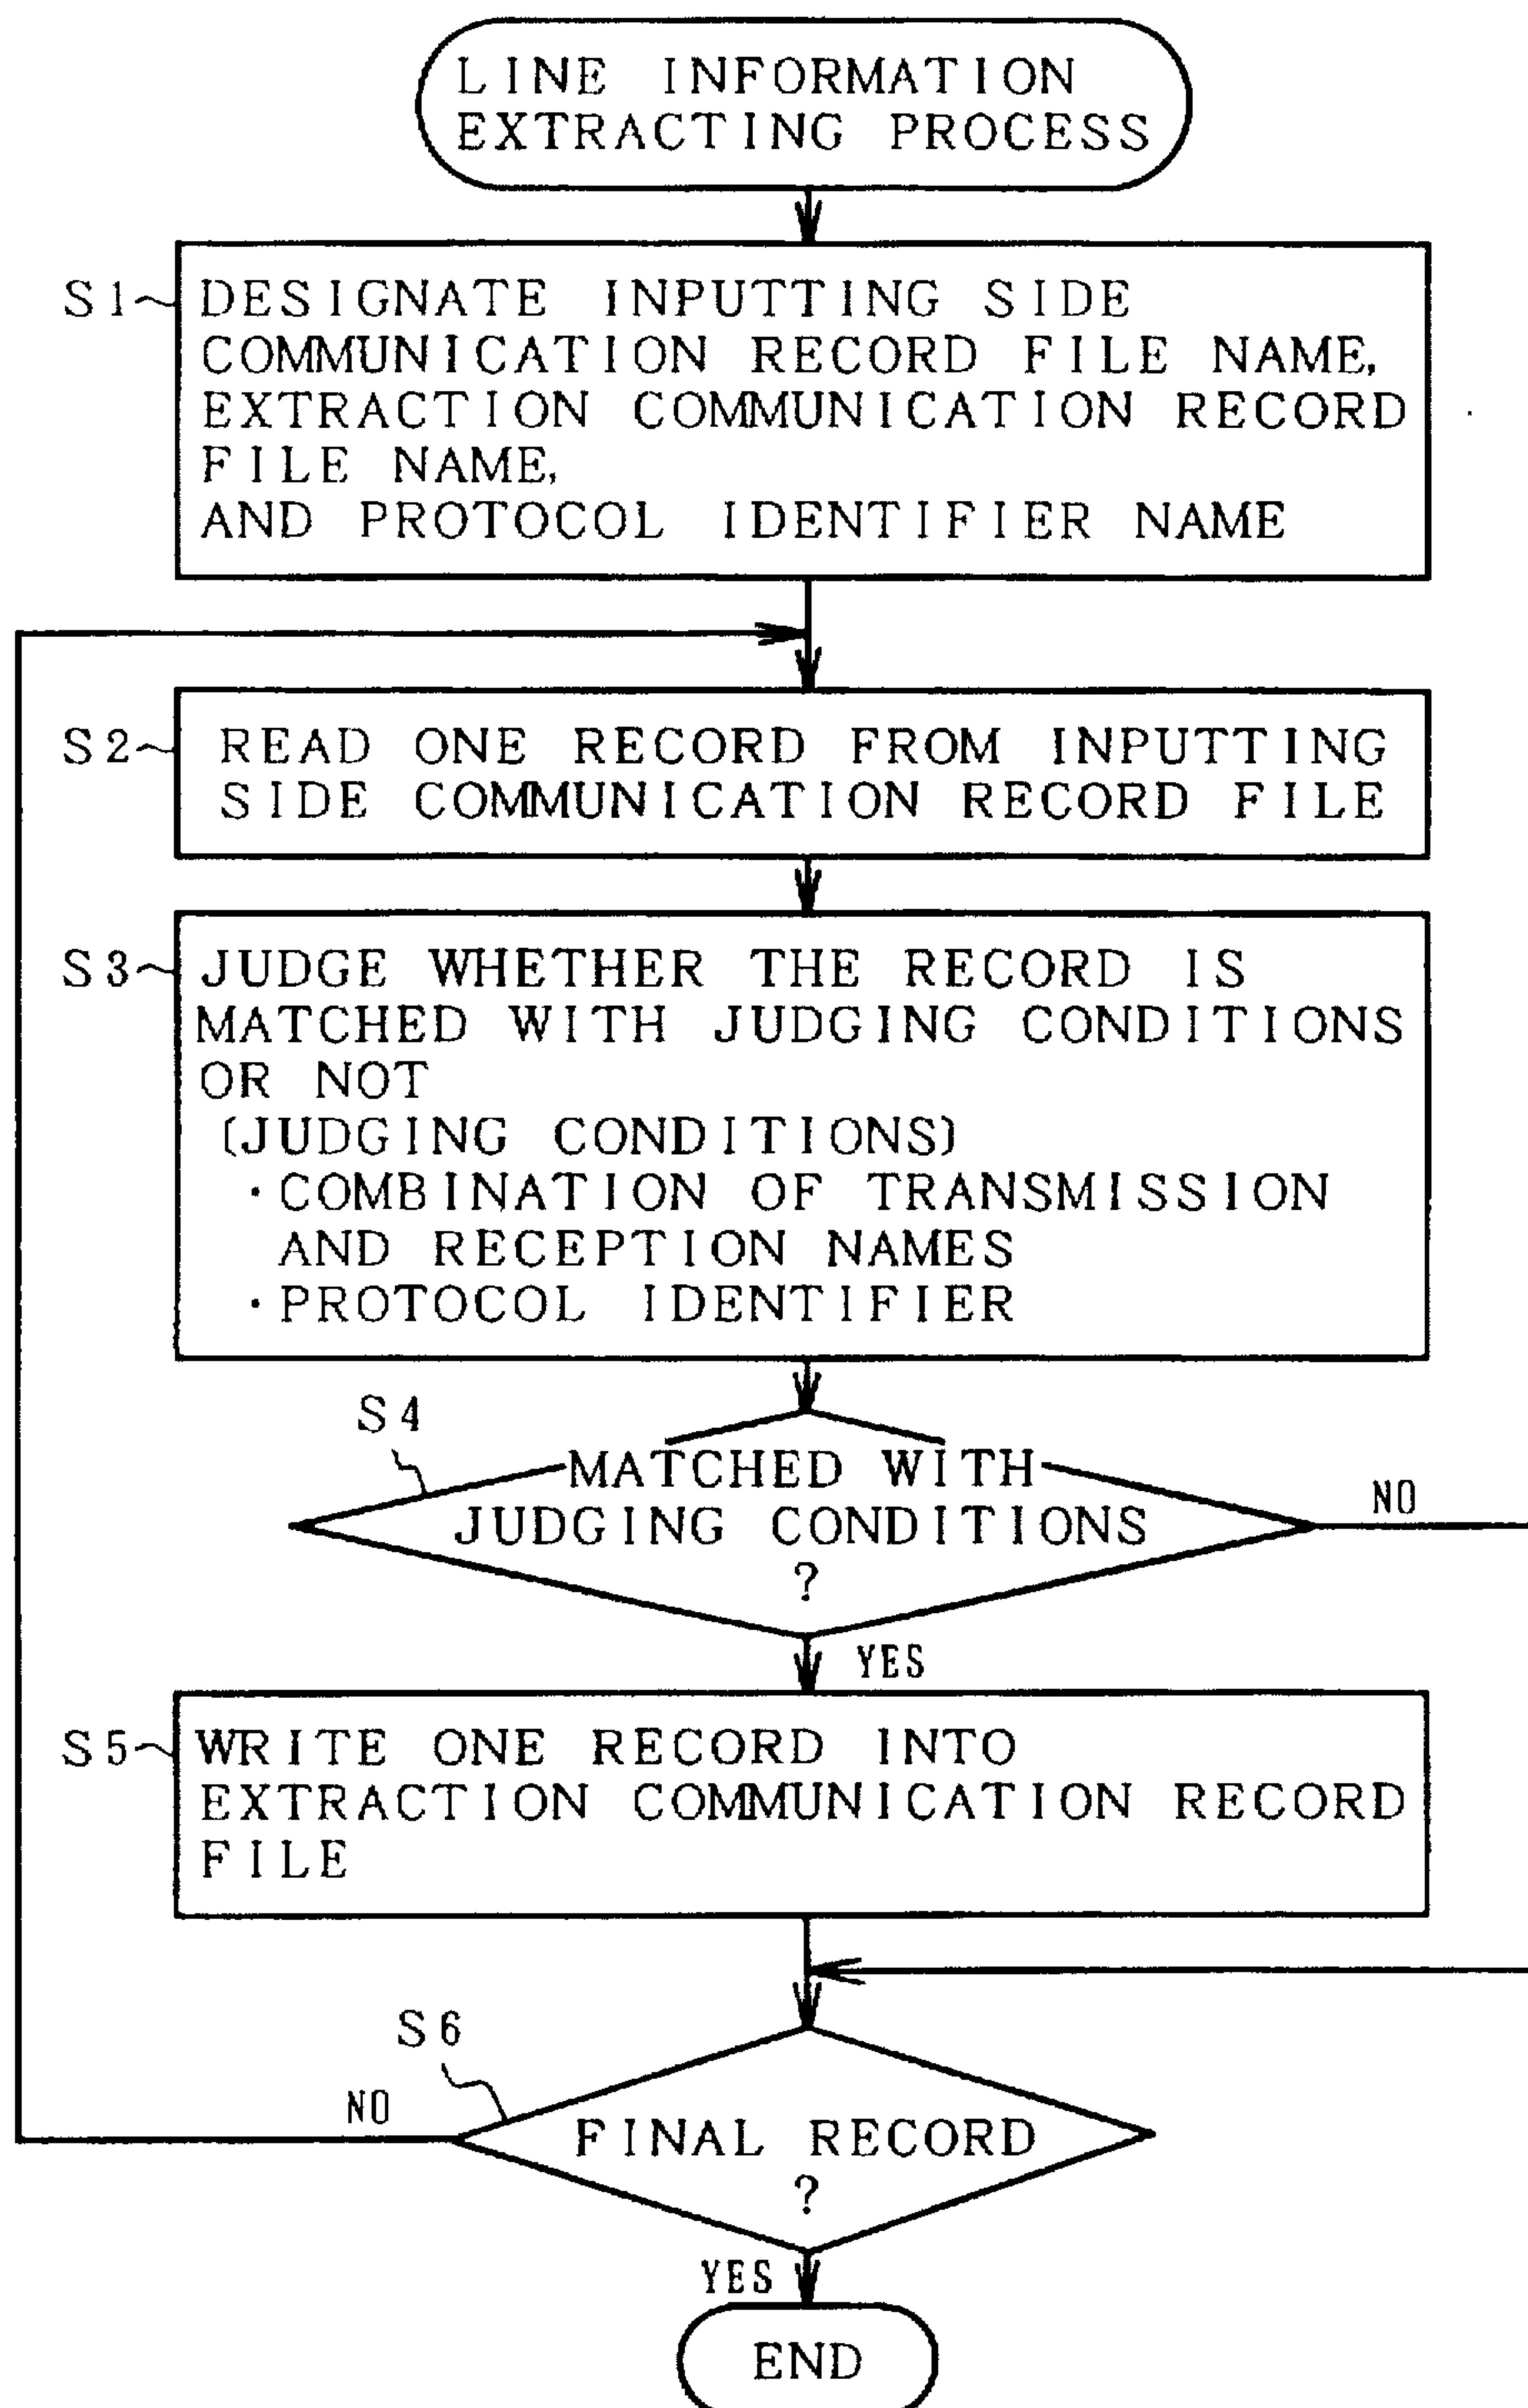 LINE INFORMATION
EXTRACTING PROCESS
S1
DESIGNATE INPUTTING SIDE
COMMUNICATION RECORD FILE NAME,
EXTRACTION COMMUNICATION RECORD
FILE NAME,
AND PROTOCOL IDENTIFIER NAME
S2
READ ONE RECORD FROM INPUTTING
SIDE COMMUNICATION RECORD FILE
S3
JUDGE WHETHER THE RECORD IS
MATCHED WITH JUDGING CONDITIONS
OR NOT
(JUDGING CONDITIONS)
・COMBINATION OF TRANSMISSION
AND RECEPTION NAMES
・PROTOCOL IDENTIFIER
S4
MATCHED WITH
JUDGING CONDITIONS
?
NO
YES
S5
WRITE ONE RECORD INTO
EXTRACTION COMMUNICATION RECORD
FILE
S6
NO
FINAL RECORD
?
YES
END